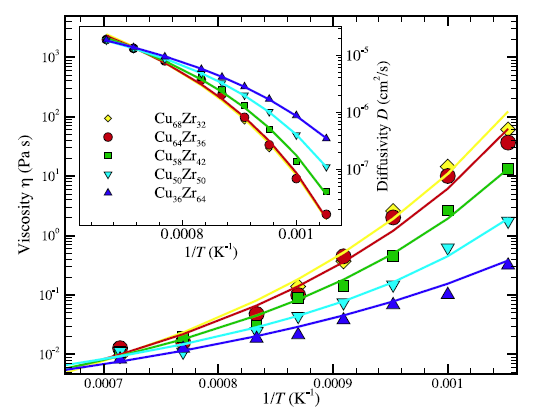 10³
10²
10¹
10⁰
10⁻¹
10⁻²
Viscosity η (Pa s)
0.0007
0.0008
0.0009
0.001
1/T (K⁻¹)
10⁻⁵
10⁻⁶
10⁻⁷
Diffusivity D (cm²/s)
Cu₆₈Zr₃₂
Cu₆₄Zr₃₆
Cu₅₈Zr₄₂
Cu₅₀Zr₅₀
Cu₃₆Zr₆₄
0.0008
0.001
1/T (K⁻¹)